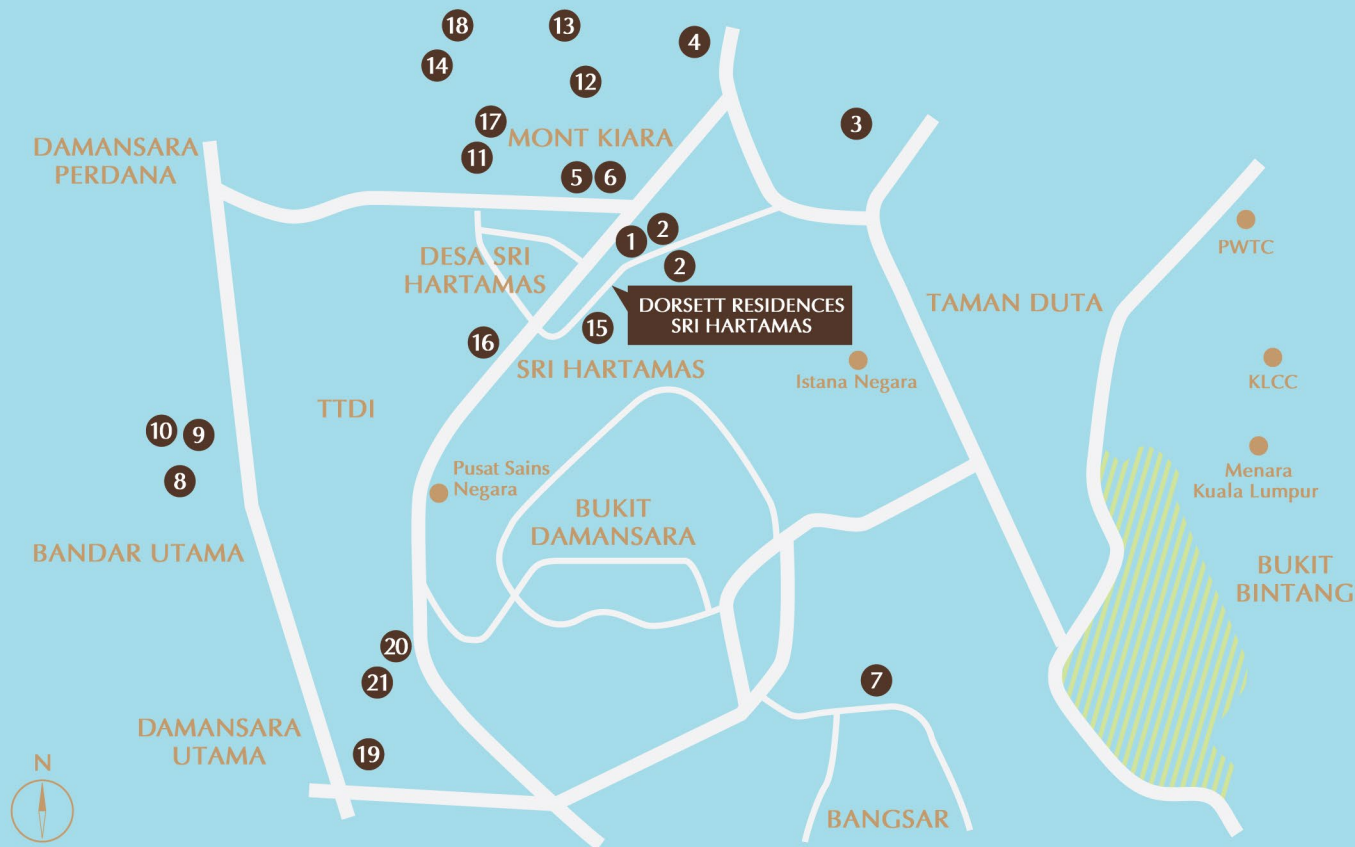 18
13
4
14
12
17
3
MONT KIARA
DAMANSARA
PERDANA
11
5
6
PWTC
1
2
2
DESA SRI
HARTAMAS
DORSETT RESIDENCES
SRI HARTAMAS
TAMAN DUTA
15
16
SRI HARTAMAS
Istana Negara
KLCC
TTDI
10
9
8
Pusat Sains
Negara
Menara
Kuala Lumpur
BUKIT
DAMANSARA
BANDAR UTAMA
BUKIT
BINTANG
20
21
7
DAMANSARA
UTAMA
19
N
BANGSAR